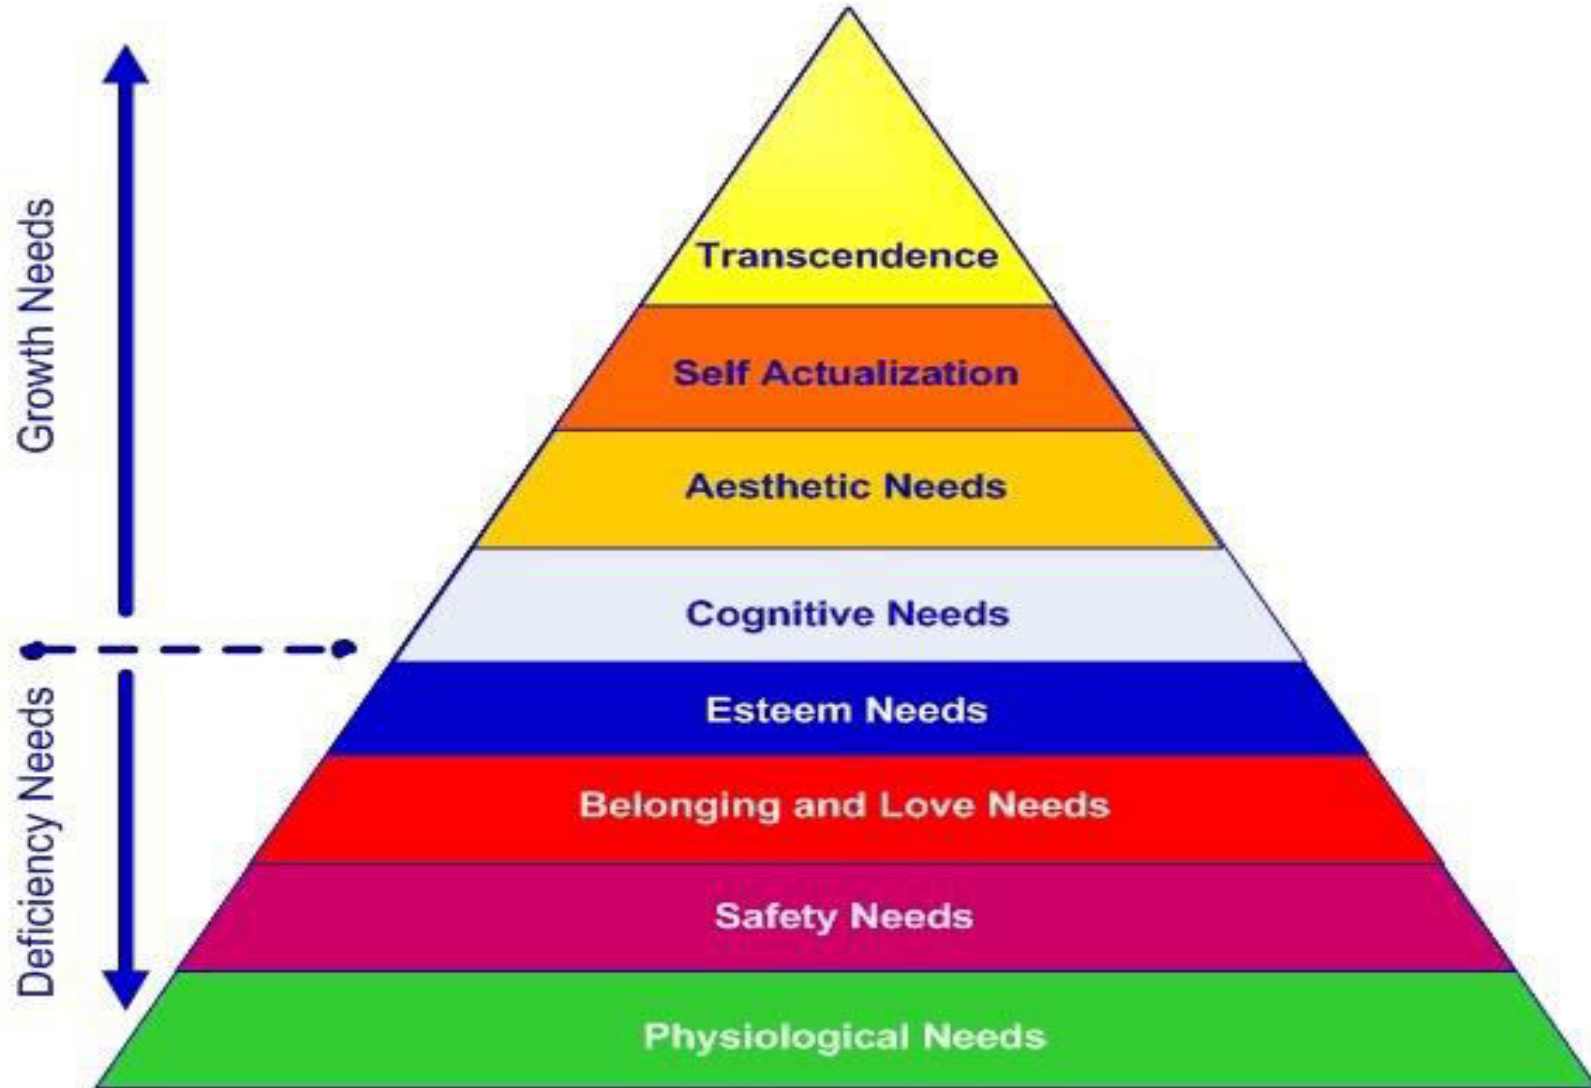 Growth Needs
Deficiency Needs
Transcendence
Self Actualization
Aesthetic Needs
Cognitive Needs
Esteem Needs
Belonging and Love Needs
Safety Needs
Physiological Needs